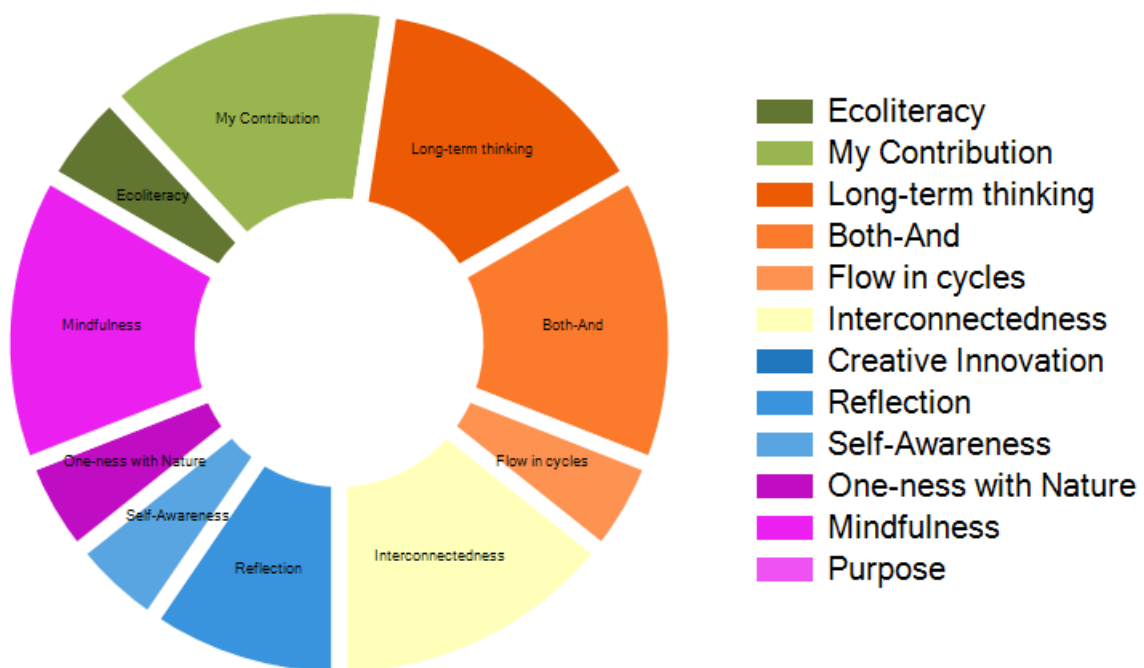 My Contribution
Long-term thinking
Ecoliteracy
Mindfulness
Both-And
One-ness with Nature
Flow in cycles
Self-Awareness
Interconnectedness
Reflection
Ecoliteracy
My Contribution
Long-term thinking
Both-And
Flow in cycles
Interconnectedness
Creative Innovation
Reflection
Self-Awareness
One-ness with Nature
Mindfulness
Purpose